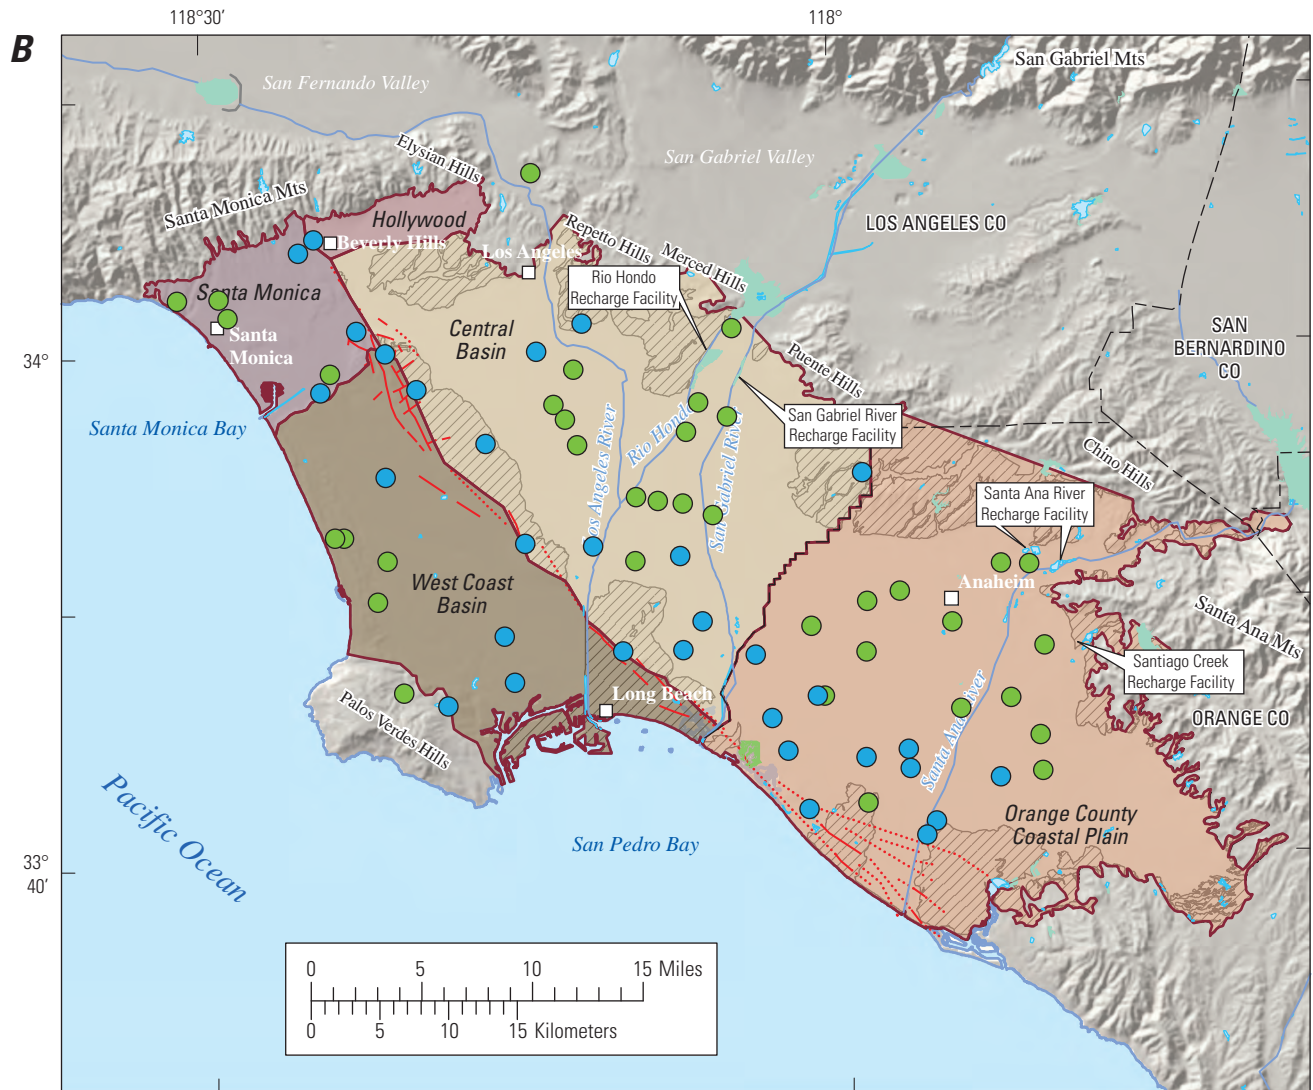 118°30′
118°
B
San Gabriel Mts
San Fernando Valley
Elysian Hills
San Gabriel Valley
Santa Monica Mts
Hollywood
LOS ANGELES CO
Beverly Hills
Repetto Hills
Los Angeles
Merced Hills
Rio Hondo
Recharge Facility
Santa Monica
Central
Basin
Santa
Monica
SAN
BERNARDINO
CO
34°
Puente Hills
San Gabriel River
Recharge Facility
Santa Monica Bay
Rio Hondo
Los Angeles River
San Gabriel River
Chino Hills
Santa Ana River
Recharge Facility
West Coast
Basin
Anaheim
Santa Ana Mts
Santiago Creek
Recharge Facility
Long Beach
Palos Verdes Hills
Santa Ana River
ORANGE CO
Pacific Ocean
Orange County
Coastal Plain
San Pedro Bay
33°
40′
0 5 10 15 Miles
0 5 10 15 Kilometers